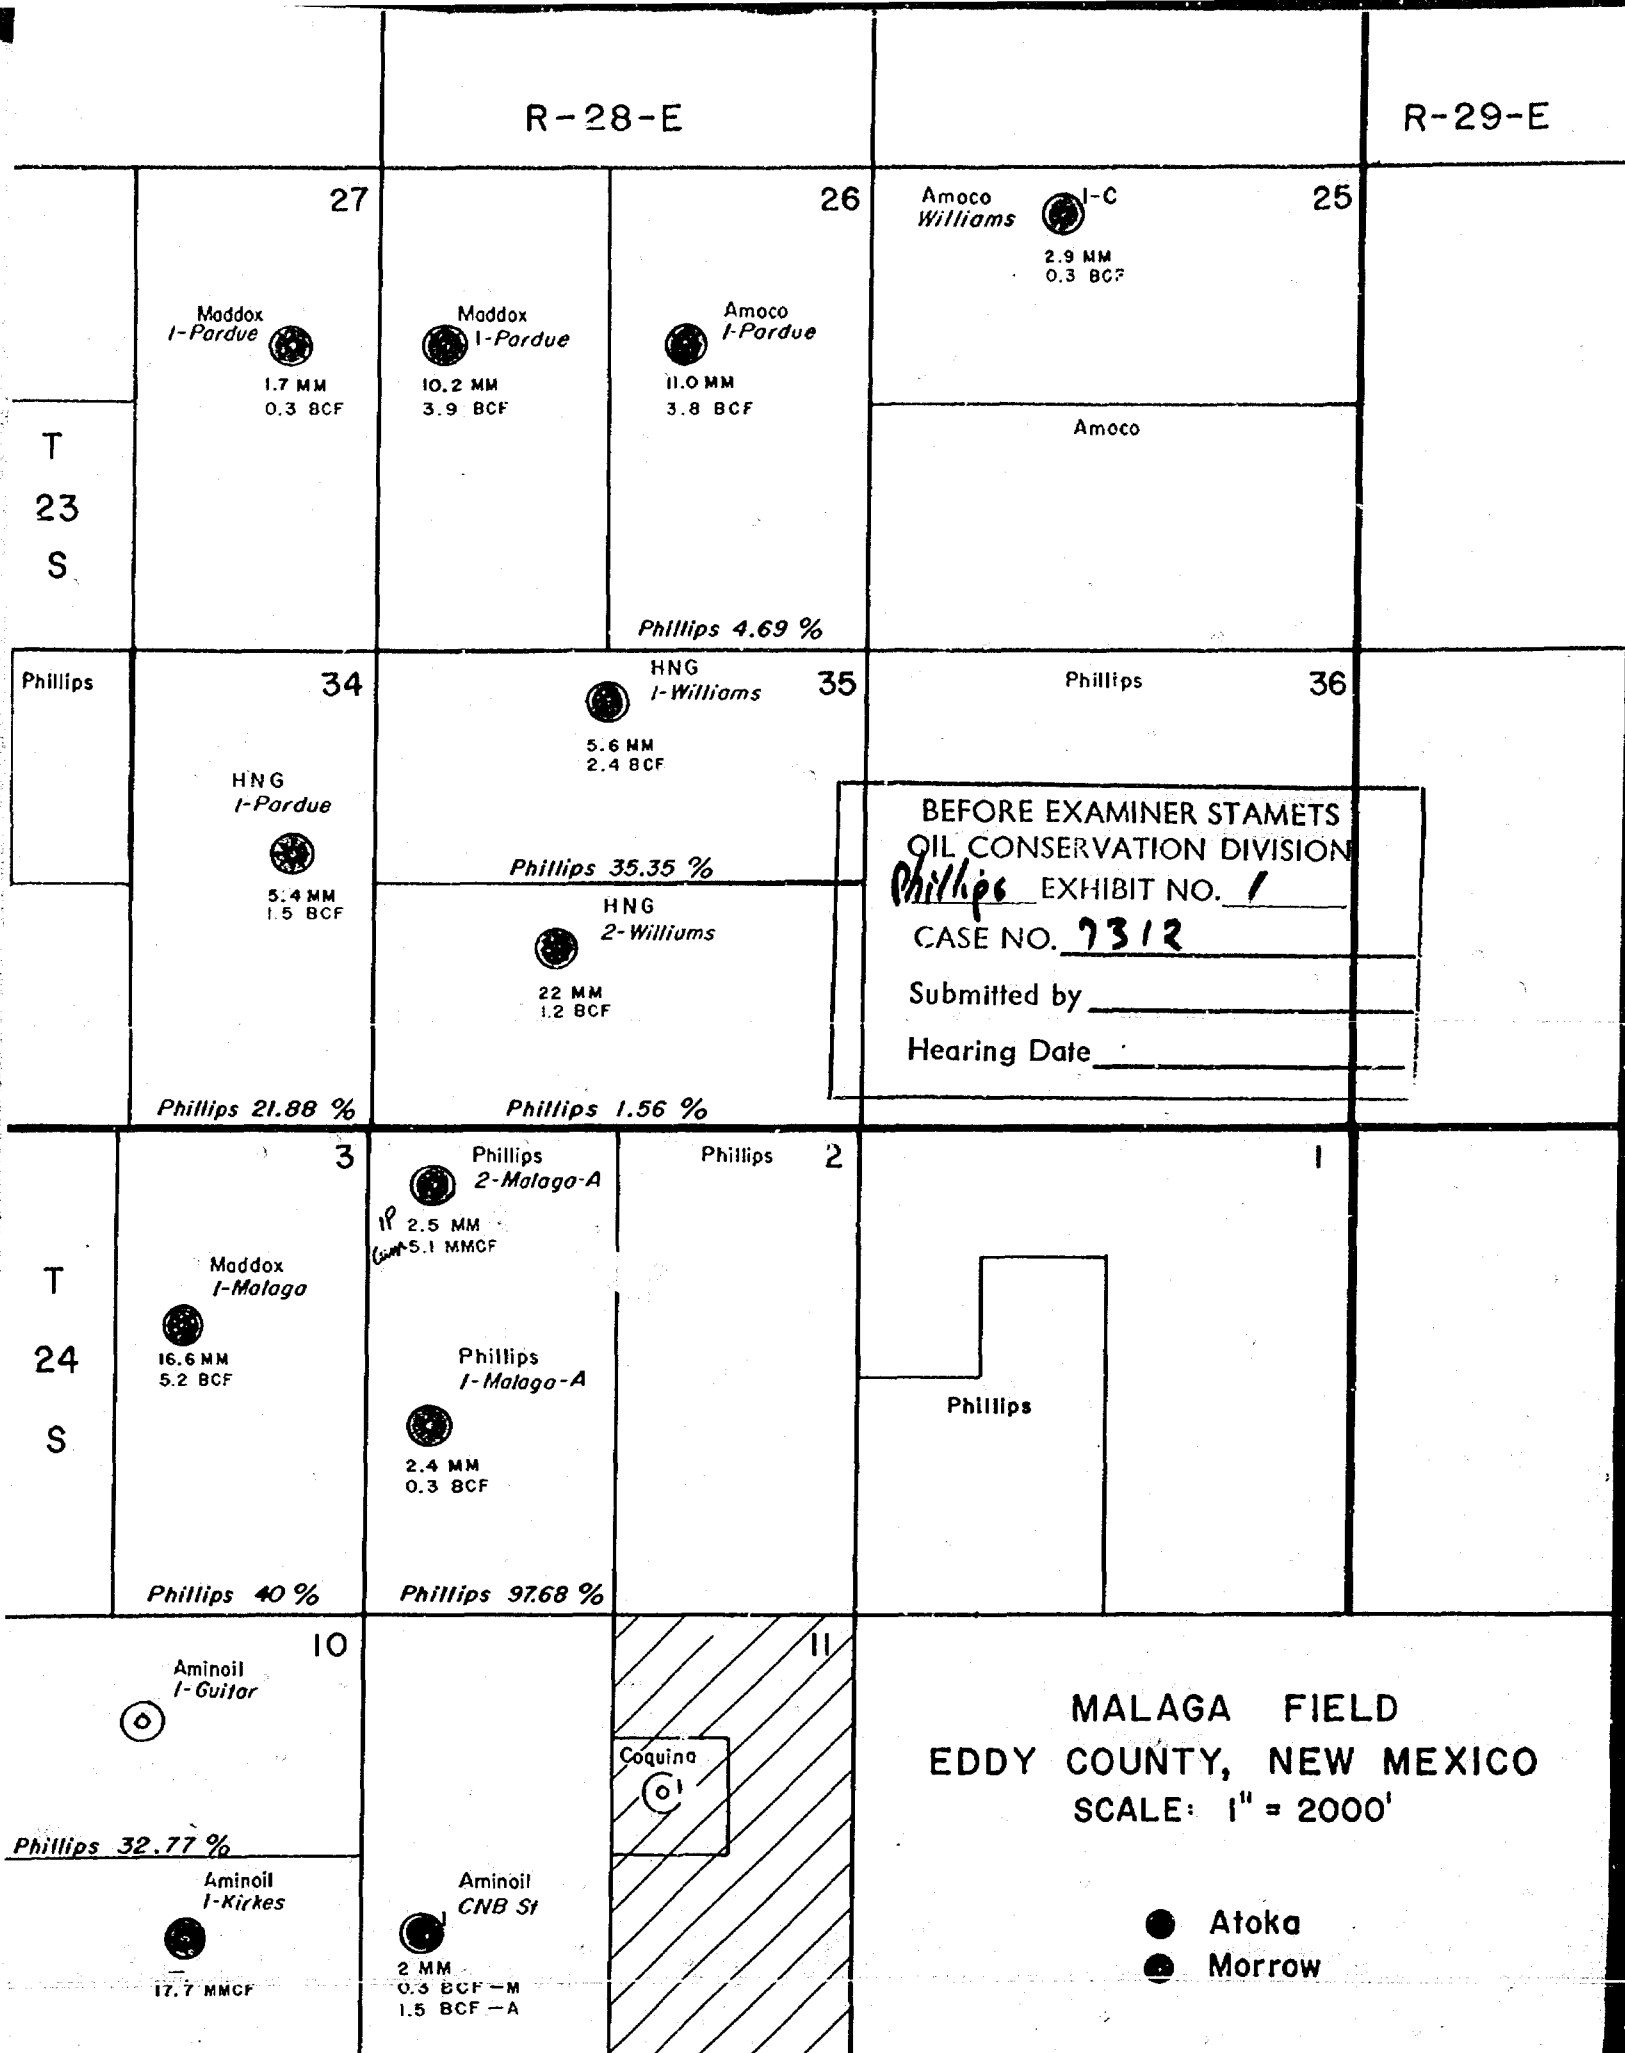 R-28-E
R-29-E
27
26
Amoco
Williams
1-C
25
2.9 MM
0.3 BCF
Maddox
1-Pardue
1.7 MM
0.3 BCF
Maddox
1-Pardue
10.2 MM
3.9 BCF
Amoco
1-Pardue
11.0 MM
3.8 BCF
Amoco
T
23
S
Phillips 4.69 %
Phillips
34
HNG
1-Williams
35
5.6 MM
2.4 BCF
Phillips
36
HNG
1-Pardue
5.4 MM
1.5 BCF
Phillips 35.35 %
HNG
2-Williams
22 MM
1.2 BCF
BEFORE EXAMINER STAMETS
OIL CONSERVATION DIVISION
Phillips EXHIBIT NO. 1
CASE NO. 7312
Submitted by
Hearing Date
Phillips 21.88 %
Phillips 1.56 %
3
Phillips
2-Malaga-A
IP 2.5 MM
Cum 5.1 MMCF
Phillips
2
1
T
24
S
Maddox
1-Malaga
16.6 MM
5.2 BCF
Phillips
1-Malaga-A
2.4 MM
0.3 BCF
Phillips
Phillips 40 %
Phillips 97.68 %
10
Aminoil
1-Guitar
11
Coquina
1
Phillips 32.77 %
Aminoil
1-Kirkes
17.7 MMCF
Aminoil
CNB St
1
2 MM
0.3 BCF-M
1.5 BCF-A
MALAGA FIELD
EDDY COUNTY, NEW MEXICO
SCALE: 1" = 2000'
Atoka
Morrow